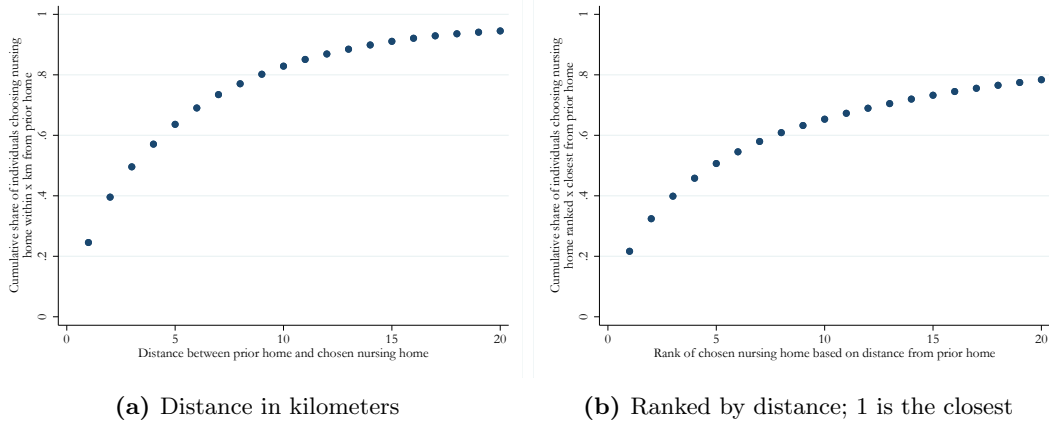 Cumulative share of individuals choosing nursing
home within x km from prior home
1
.8
.6
.4
.2
0
0 5 10 15 20
Distance between prior home and chosen nursing home
(a) Distance in kilometers
Cumulative share of individuals choosing nursing
home ranked x closest from prior home
1
.8
.6
.4
.2
0
0 5 10 15 20
Rank of chosen nursing home based on distance from prior home
(b) Ranked by distance; 1 is the closest